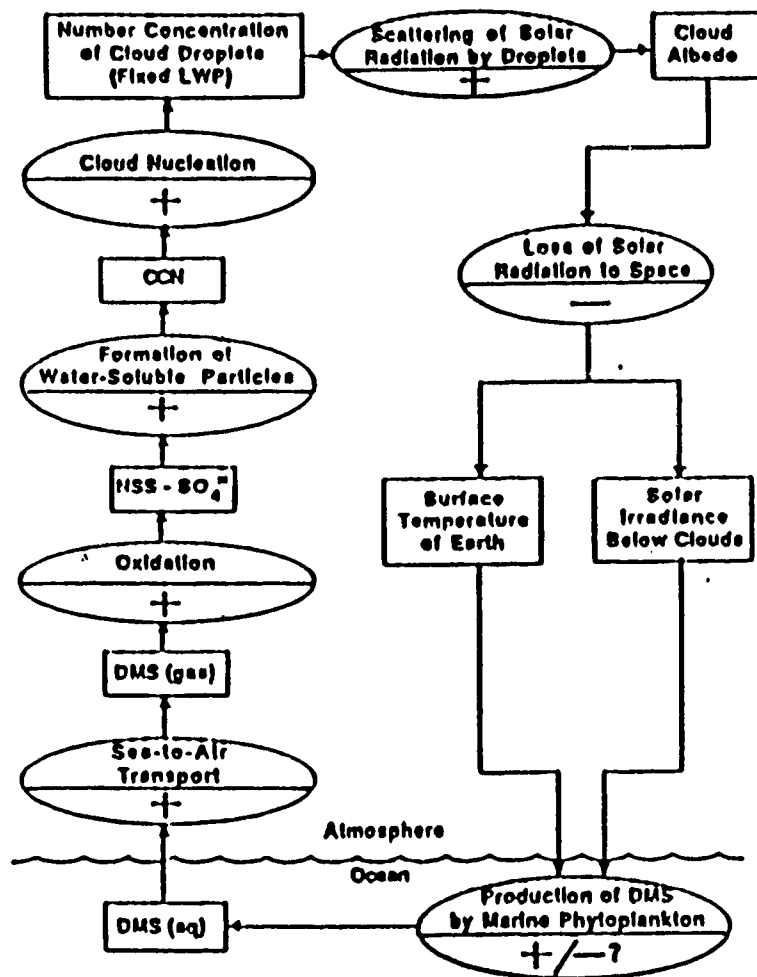 Number Concentration
of Cloud Droplets
(Fixed LWP)
Scattering of Solar
Radiation by Droplets
+
Cloud
Albedo
Cloud Nucleation
+
CCN
Loss of Solar
Radiation to Space
—
Formation of
Water-Soluble Particles
+
NSS - SO₄⁼
Surface
Temperature
of Earth
Solar
Irradiance
Below Clouds
Oxidation
+
DMS (gas)
Sea-to-Air
Transport
+
Atmosphere
Ocean
DMS (aq)
Production of DMS
by Marine Phytoplankton
+/—?